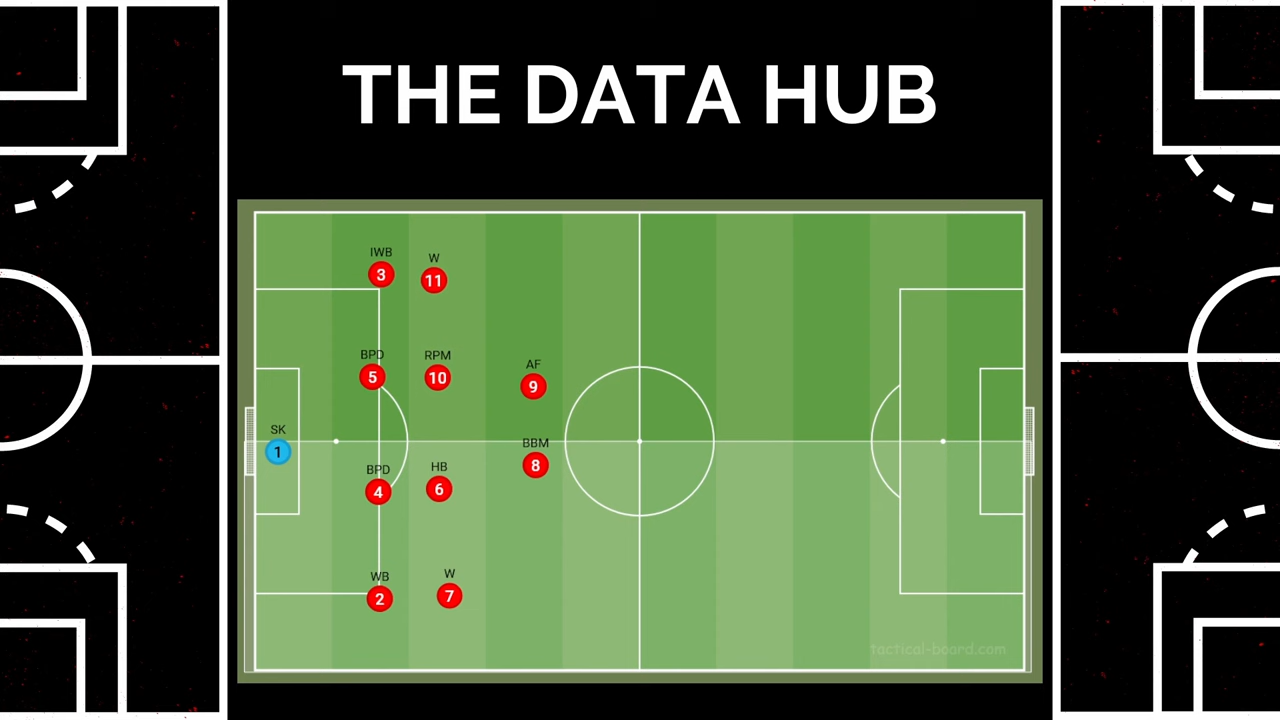 THE DATA HUB
IWB
3
W
11
BPD
5
RPM
10
AF
9
SK
1
BBM
8
BPD
4
HB
6
WB
2
W
7
tactical-board.com